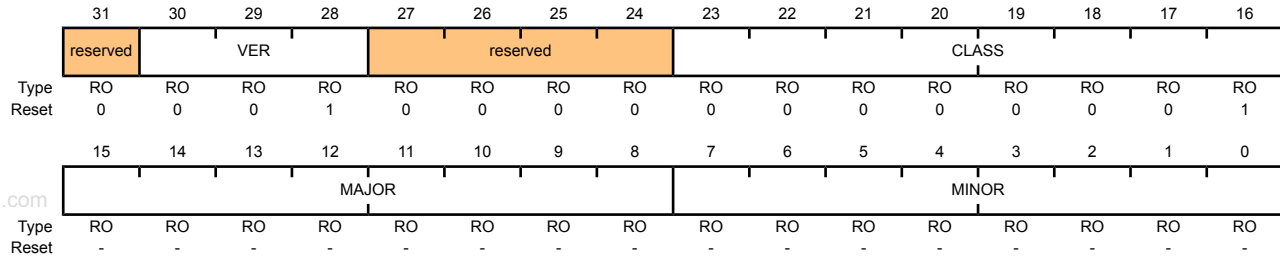 31 30 29 28 27 26 25 24 23 22 21 20 19 18 17 16
reserved VER reserved CLASS
Type RO RO RO RO RO RO RO RO RO RO RO RO RO RO RO RO
Reset 0 0 0 1 0 0 0 0 0 0 0 0 0 0 0 1
15 14 13 12 11 10 9 8 7 6 5 4 3 2 1 0
MAJOR MINOR
.com
Type RO RO RO RO RO RO RO RO RO RO RO RO RO RO RO RO
Reset - - - - - - - - - - - - - - - -